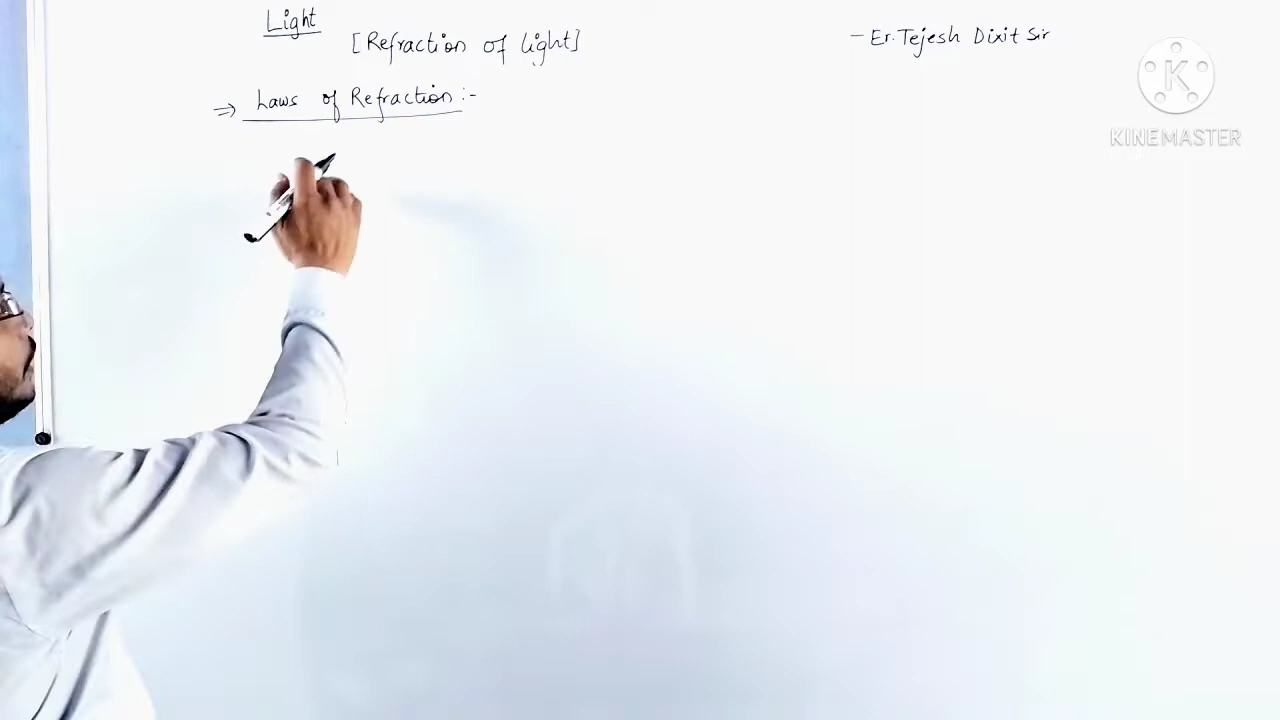 Light
[Refraction of light]
- Er. Tejesh Dixit Sir
⇒ Laws of Refraction :-
K
KINEMASTER